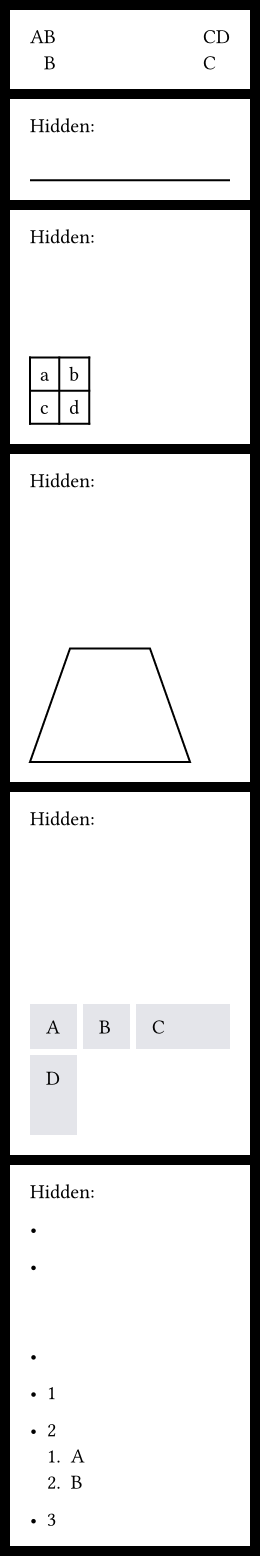 AB CD
B C
Hidden:
Hidden:
a b
c d
Hidden:
Hidden:
A B C
D
Hidden:
•
•
•
• 1
• 2
1. A
2. B
• 3